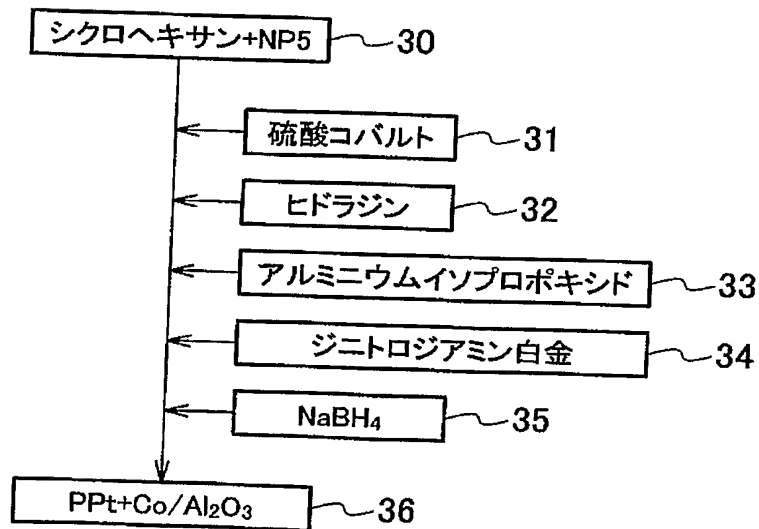 シクロヘキサン+NP5 30
硫酸コバルト 31
ヒドラジン 32
アルミニウムイソプロポキシド 33
ジニトロジアミン白金 34
NaBH₄ 35
PPt+Co/Al₂O₃ 36